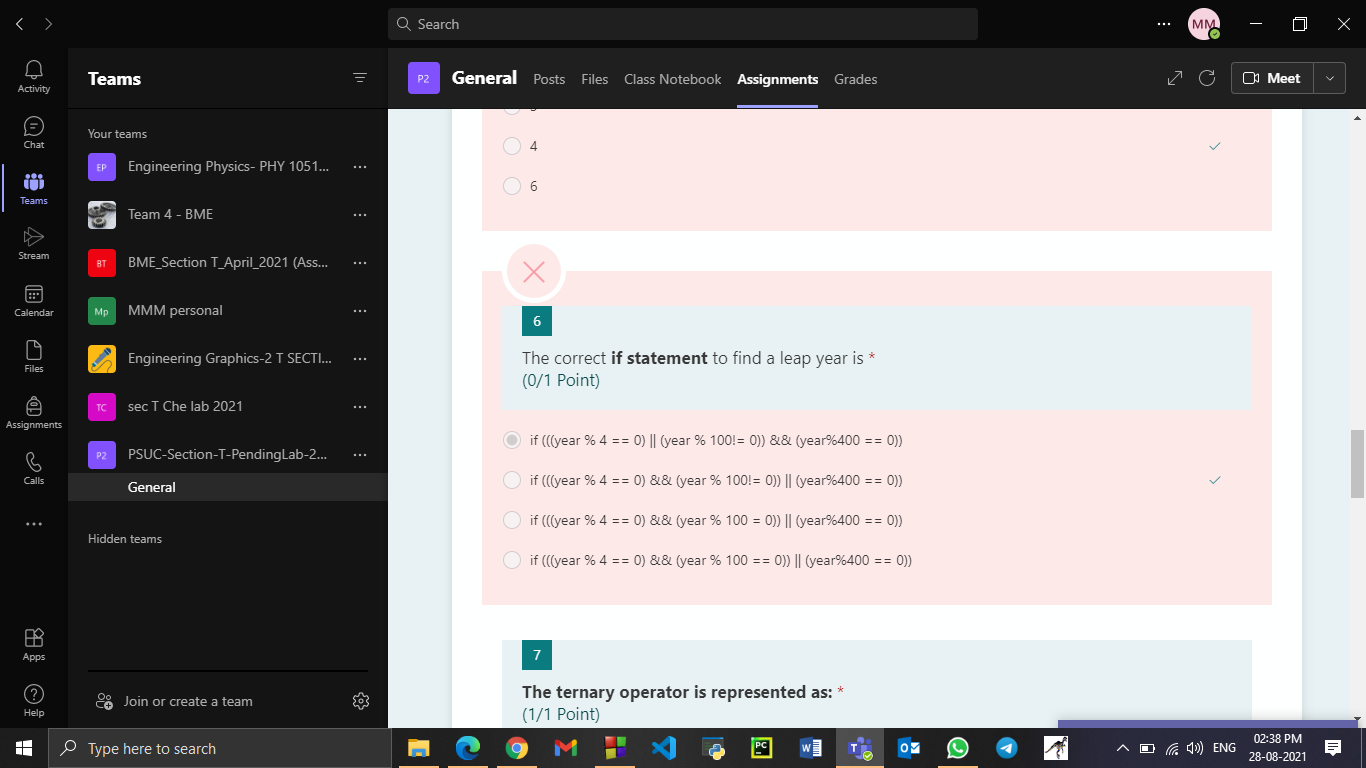 Search
MM
Activity
Chat
Teams
Stream
Calendar
Files
Assignments
Calls
Apps
Help
Teams
Your teams
EP Engineering Physics- PHY 1051...
Team 4 - BME
BT BME_Section T_April_2021 (Ass...
Mp MMM personal
Engineering Graphics-2 T SECTI...
TC sec T Che lab 2021
P2 PSUC-Section-T-PendingLab-2...
General
Hidden teams
Join or create a team
P2 General Posts Files Class Notebook Assignments Grades Meet
4
6
6
The correct if statement to find a leap year is *
(0/1 Point)
if (((year % 4 == 0) || (year % 100!= 0)) && (year%400 == 0))
if (((year % 4 == 0) && (year % 100!= 0)) || (year%400 == 0))
if (((year % 4 == 0) && (year % 100 = 0)) || (year%400 == 0))
if (((year % 4 == 0) && (year % 100 == 0)) || (year%400 == 0))
7
The ternary operator is represented as: *
(1/1 Point)
Type here to search
PC
ENG
02:38 PM
28-08-2021